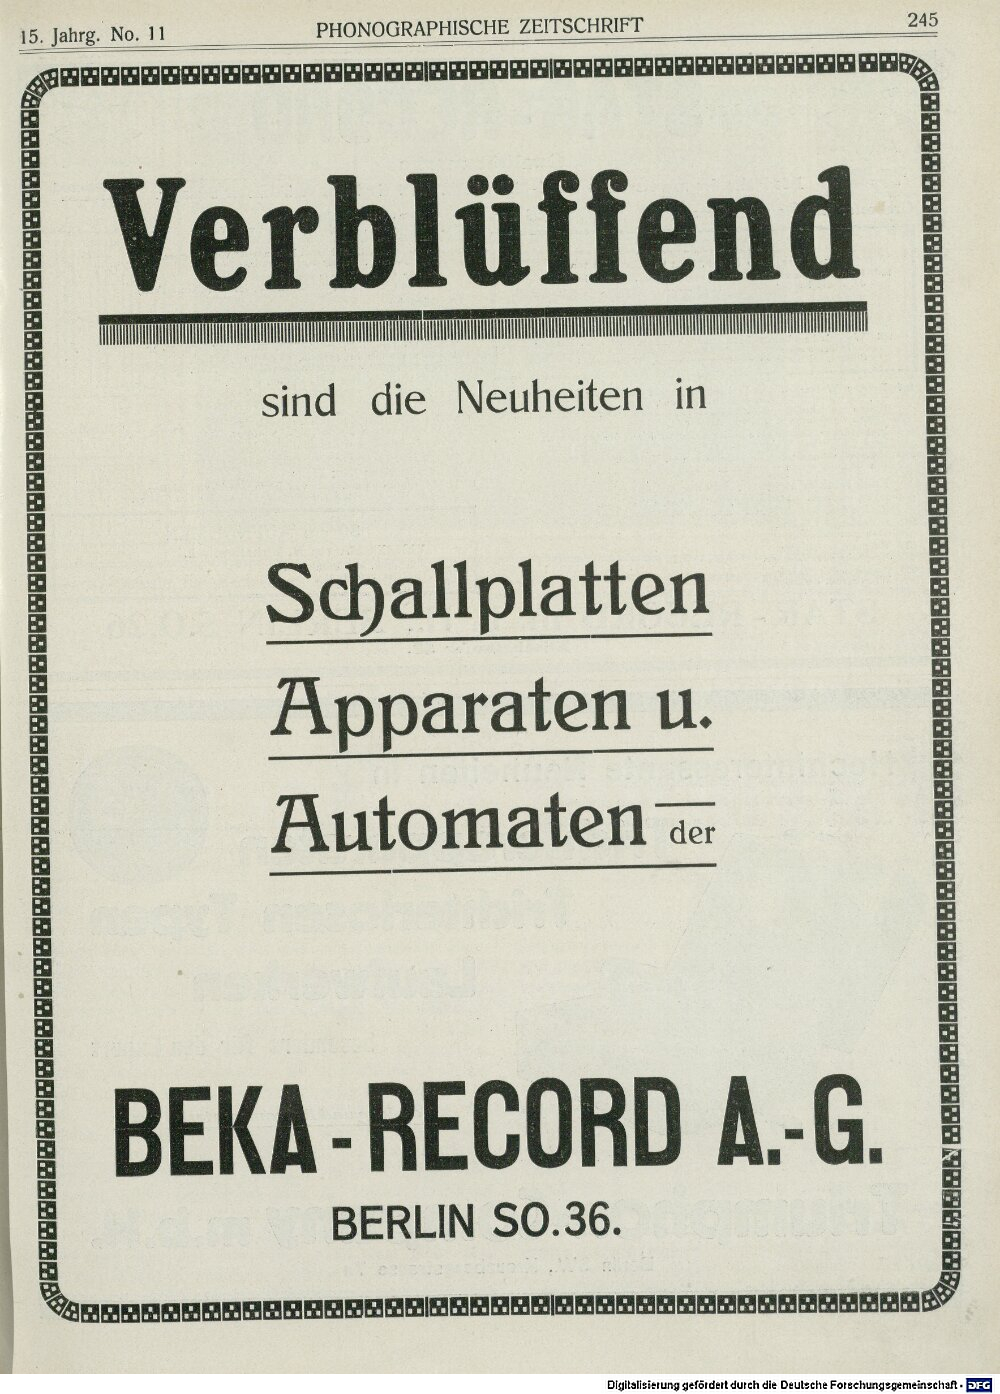 15. Jahrg. No. 11
PHONOGRAPHISCHE ZEITSCHRIFT
245
Verblüffend
sind die Neuheiten in
Schallplatten
Apparaten u.
Automaten der
BEKA-RECORD A.-G.
BERLIN SO.36.
Digitalisierung gefördert durch die Deutsche Forschungsgemeinschaft - DFG